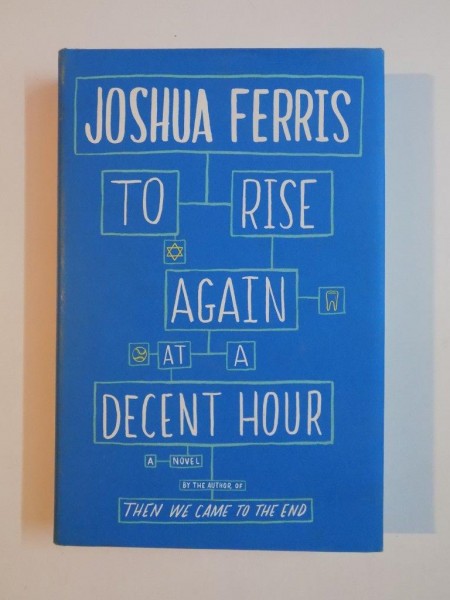 JOSHUA FERRIS
TO RISE
AGAIN
AT A
DECENT HOUR
A NOVEL
BY THE AUTHOR OF
THEN WE CAME TO THE END